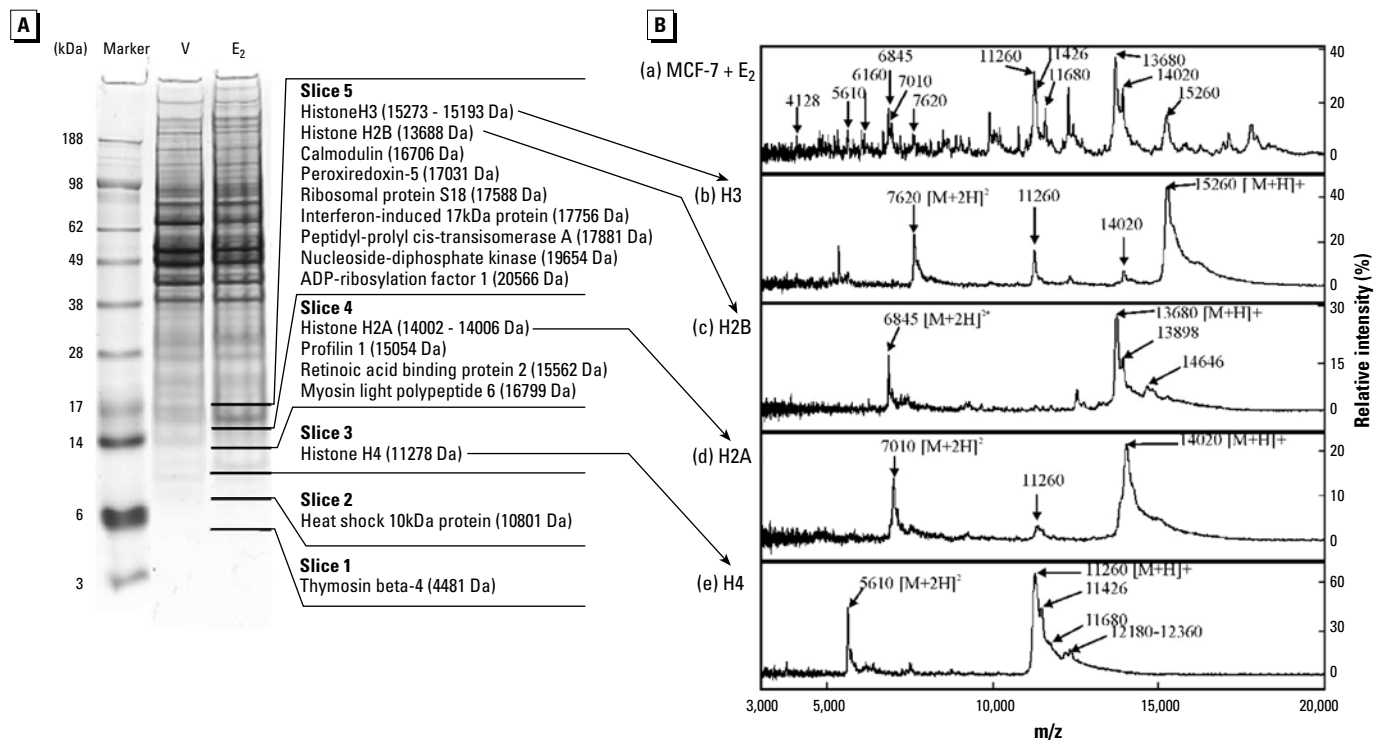 A
(kDa) Marker V E₂
188
98
62
49
38
28
17
14
6
3
Slice 5
HistoneH3 (15273 - 15193 Da)
Histone H2B (13688 Da)
Calmodulin (16706 Da)
Peroxiredoxin-5 (17031 Da)
Ribosomal protein S18 (17588 Da)
Interferon-induced 17kDa protein (17756 Da)
Peptidyl-prolyl cis-transisomerase A (17881 Da)
Nucleoside-diphosphate kinase (19654 Da)
ADP-ribosylation factor 1 (20566 Da)
Slice 4
Histone H2A (14002 - 14006 Da)
Profilin 1 (15054 Da)
Retinoic acid binding protein 2 (15562 Da)
Myosin light polypeptide 6 (16799 Da)
Slice 3
Histone H4 (11278 Da)
Slice 2
Heat shock 10kDa protein (10801 Da)
Slice 1
Thymosin beta-4 (4481 Da)
B
(a) MCF-7 + E₂
4128
5610
6160
6845
7010
7620
11260
11426
11680
13680
14020
15260
40
20
0
(b) H3
7620 [M+2H]²
11260
14020
15260 [ M+H]+
40
20
0
(c) H2B
6845 [M+2H]²⁺
13680 [M+H]+
13898
14646
30
15
0
(d) H2A
7010 [M+2H]²
11260
14020 [M+H]+
20
10
0
(e) H4
5610 [M+2H]²
11260 [M+H]+
11426
11680
12180-12360
60
30
0
Relative intensity (%)
3,000 5,000 10,000 15,000 20,000
m/z